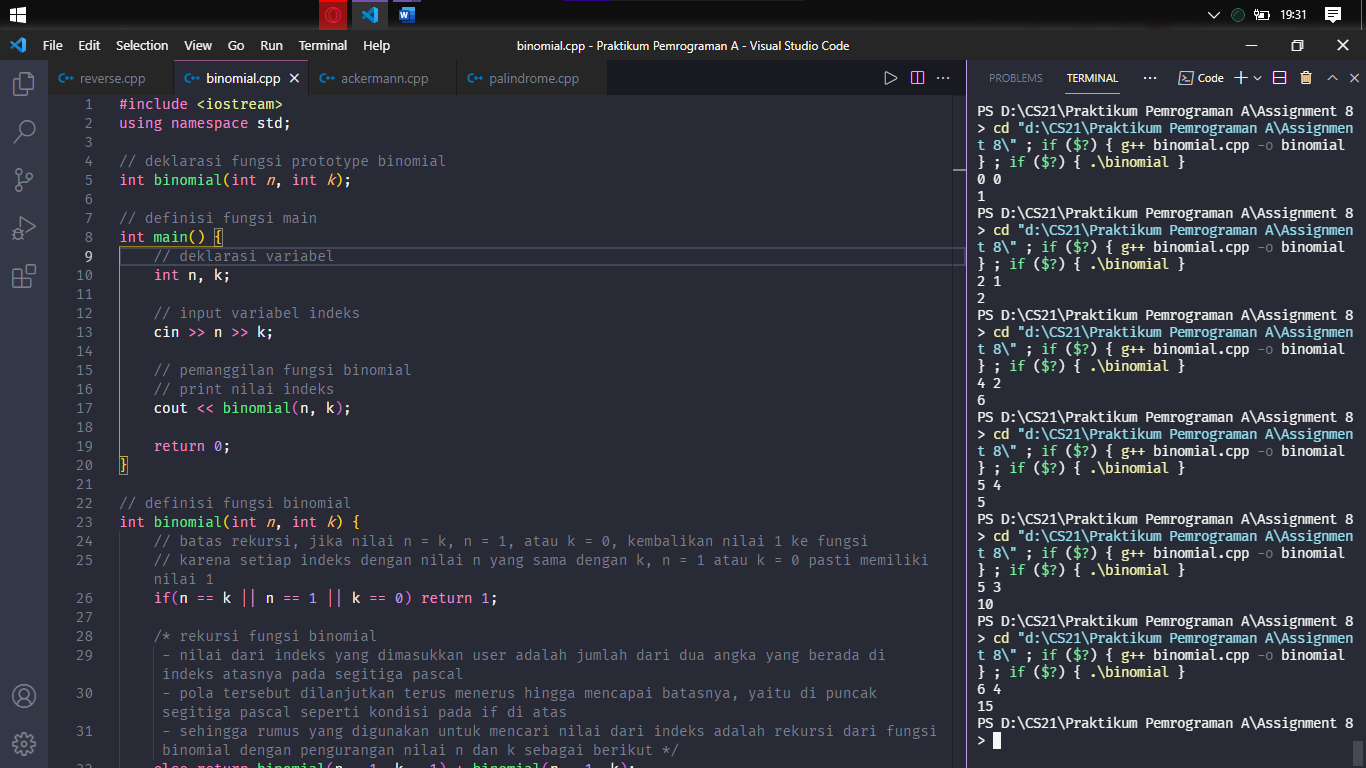 19:31
File Edit Selection View Go Run Terminal Help
binomial.cpp - Praktikum Pemrograman A - Visual Studio Code
reverse.cpp binomial.cpp ackermann.cpp palindrome.cpp
1 #include <iostream>
2 using namespace std;
3
4 // deklarasi fungsi prototype binomial
5 int binomial(int n, int k);
6
7 // definisi fungsi main
8 int main() {
9 // deklarasi variabel
10 int n, k;
11
12 // input variabel indeks
13 cin >> n >> k;
14
15 // pemanggilan fungsi binomial
16 // print nilai indeks
17 cout << binomial(n, k);
18
19 return 0;
20 }
21
22 // definisi fungsi binomial
23 int binomial(int n, int k) {
24 // batas rekursi, jika nilai n = k, n = 1, atau k = 0, kembalikan nilai 1 ke fungsi
25 // karena setiap indeks dengan nilai n yang sama dengan k, n = 1 atau k = 0 pasti memiliki
nilai 1
26 if(n == k || n == 1 || k == 0) return 1;
27
28 /* rekursi fungsi binomial
29 - nilai dari indeks yang dimasukkan user adalah jumlah dari dua angka yang berada di
indeks atasnya pada segitiga pascal
30 - pola tersebut dilanjutkan terus menerus hingga mencapai batasnya, yaitu di puncak
segitiga pascal seperti kondisi pada if di atas
31 - sehingga rumus yang digunakan untuk mencari nilai dari indeks adalah rekursi dari fungsi
binomial dengan pengurangan nilai n dan k sebagai berikut */
32 else return binomial(n - 1, k - 1) + binomial(n - 1, k);
PROBLEMS TERMINAL Code
PS D:\CS21\Praktikum Pemrograman A\Assignment 8
> cd "d:\CS21\Praktikum Pemrograman A\Assignmen
t 8\" ; if ($?) { g++ binomial.cpp -o binomial
} ; if ($?) { .\binomial }
0 0
1
PS D:\CS21\Praktikum Pemrograman A\Assignment 8
> cd "d:\CS21\Praktikum Pemrograman A\Assignmen
t 8\" ; if ($?) { g++ binomial.cpp -o binomial
} ; if ($?) { .\binomial }
2 1
2
PS D:\CS21\Praktikum Pemrograman A\Assignment 8
> cd "d:\CS21\Praktikum Pemrograman A\Assignmen
t 8\" ; if ($?) { g++ binomial.cpp -o binomial
} ; if ($?) { .\binomial }
4 2
6
PS D:\CS21\Praktikum Pemrograman A\Assignment 8
> cd "d:\CS21\Praktikum Pemrograman A\Assignmen
t 8\" ; if ($?) { g++ binomial.cpp -o binomial
} ; if ($?) { .\binomial }
5 4
5
PS D:\CS21\Praktikum Pemrograman A\Assignment 8
> cd "d:\CS21\Praktikum Pemrograman A\Assignmen
t 8\" ; if ($?) { g++ binomial.cpp -o binomial
} ; if ($?) { .\binomial }
5 3
10
PS D:\CS21\Praktikum Pemrograman A\Assignment 8
> cd "d:\CS21\Praktikum Pemrograman A\Assignmen
t 8\" ; if ($?) { g++ binomial.cpp -o binomial
} ; if ($?) { .\binomial }
6 4
15
PS D:\CS21\Praktikum Pemrograman A\Assignment 8
>